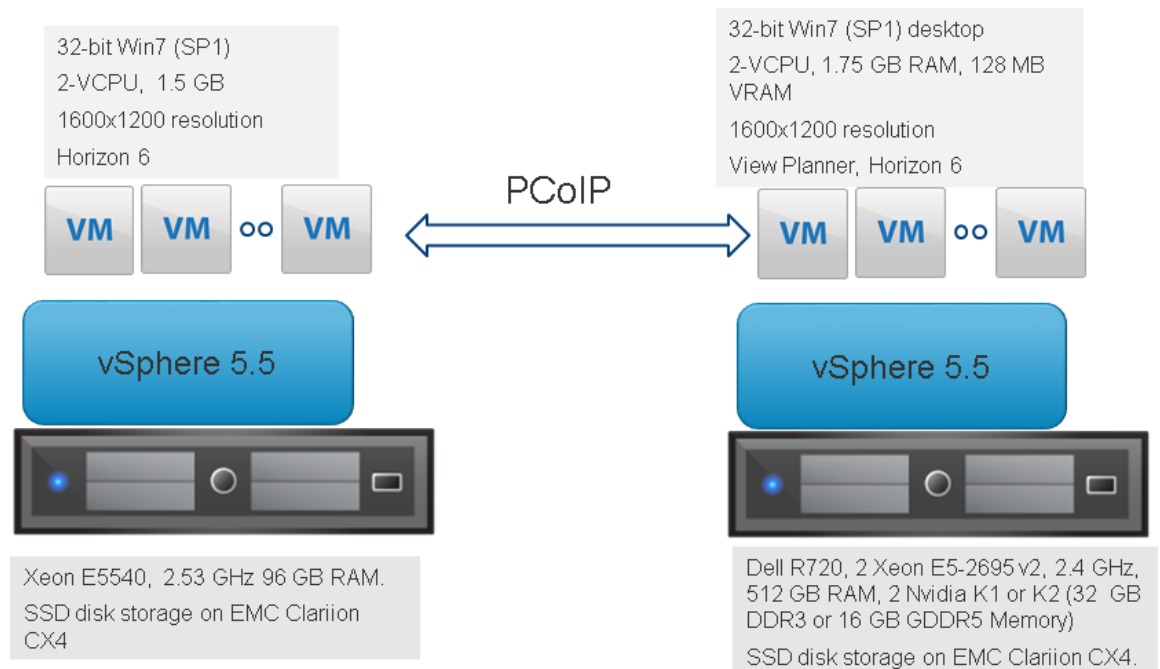 32-bit Win7 (SP1)
2-VCPU, 1.5 GB
1600x1200 resolution
Horizon 6
VM VM VM
vSphere 5.5
Xeon E5540, 2.53 GHz 96 GB RAM.
SSD disk storage on EMC Clariion
CX4
PCoIP
32-bit Win7 (SP1) desktop
2-VCPU, 1.75 GB RAM, 128 MB
VRAM
1600x1200 resolution
View Planner, Horizon 6
VM VM VM
vSphere 5.5
Dell R720, 2 Xeon E5-2695 v2, 2.4 GHz,
512 GB RAM, 2 Nvidia K1 or K2 (32 GB
DDR3 or 16 GB GDDR5 Memory)
SSD disk storage on EMC Clariion CX4.